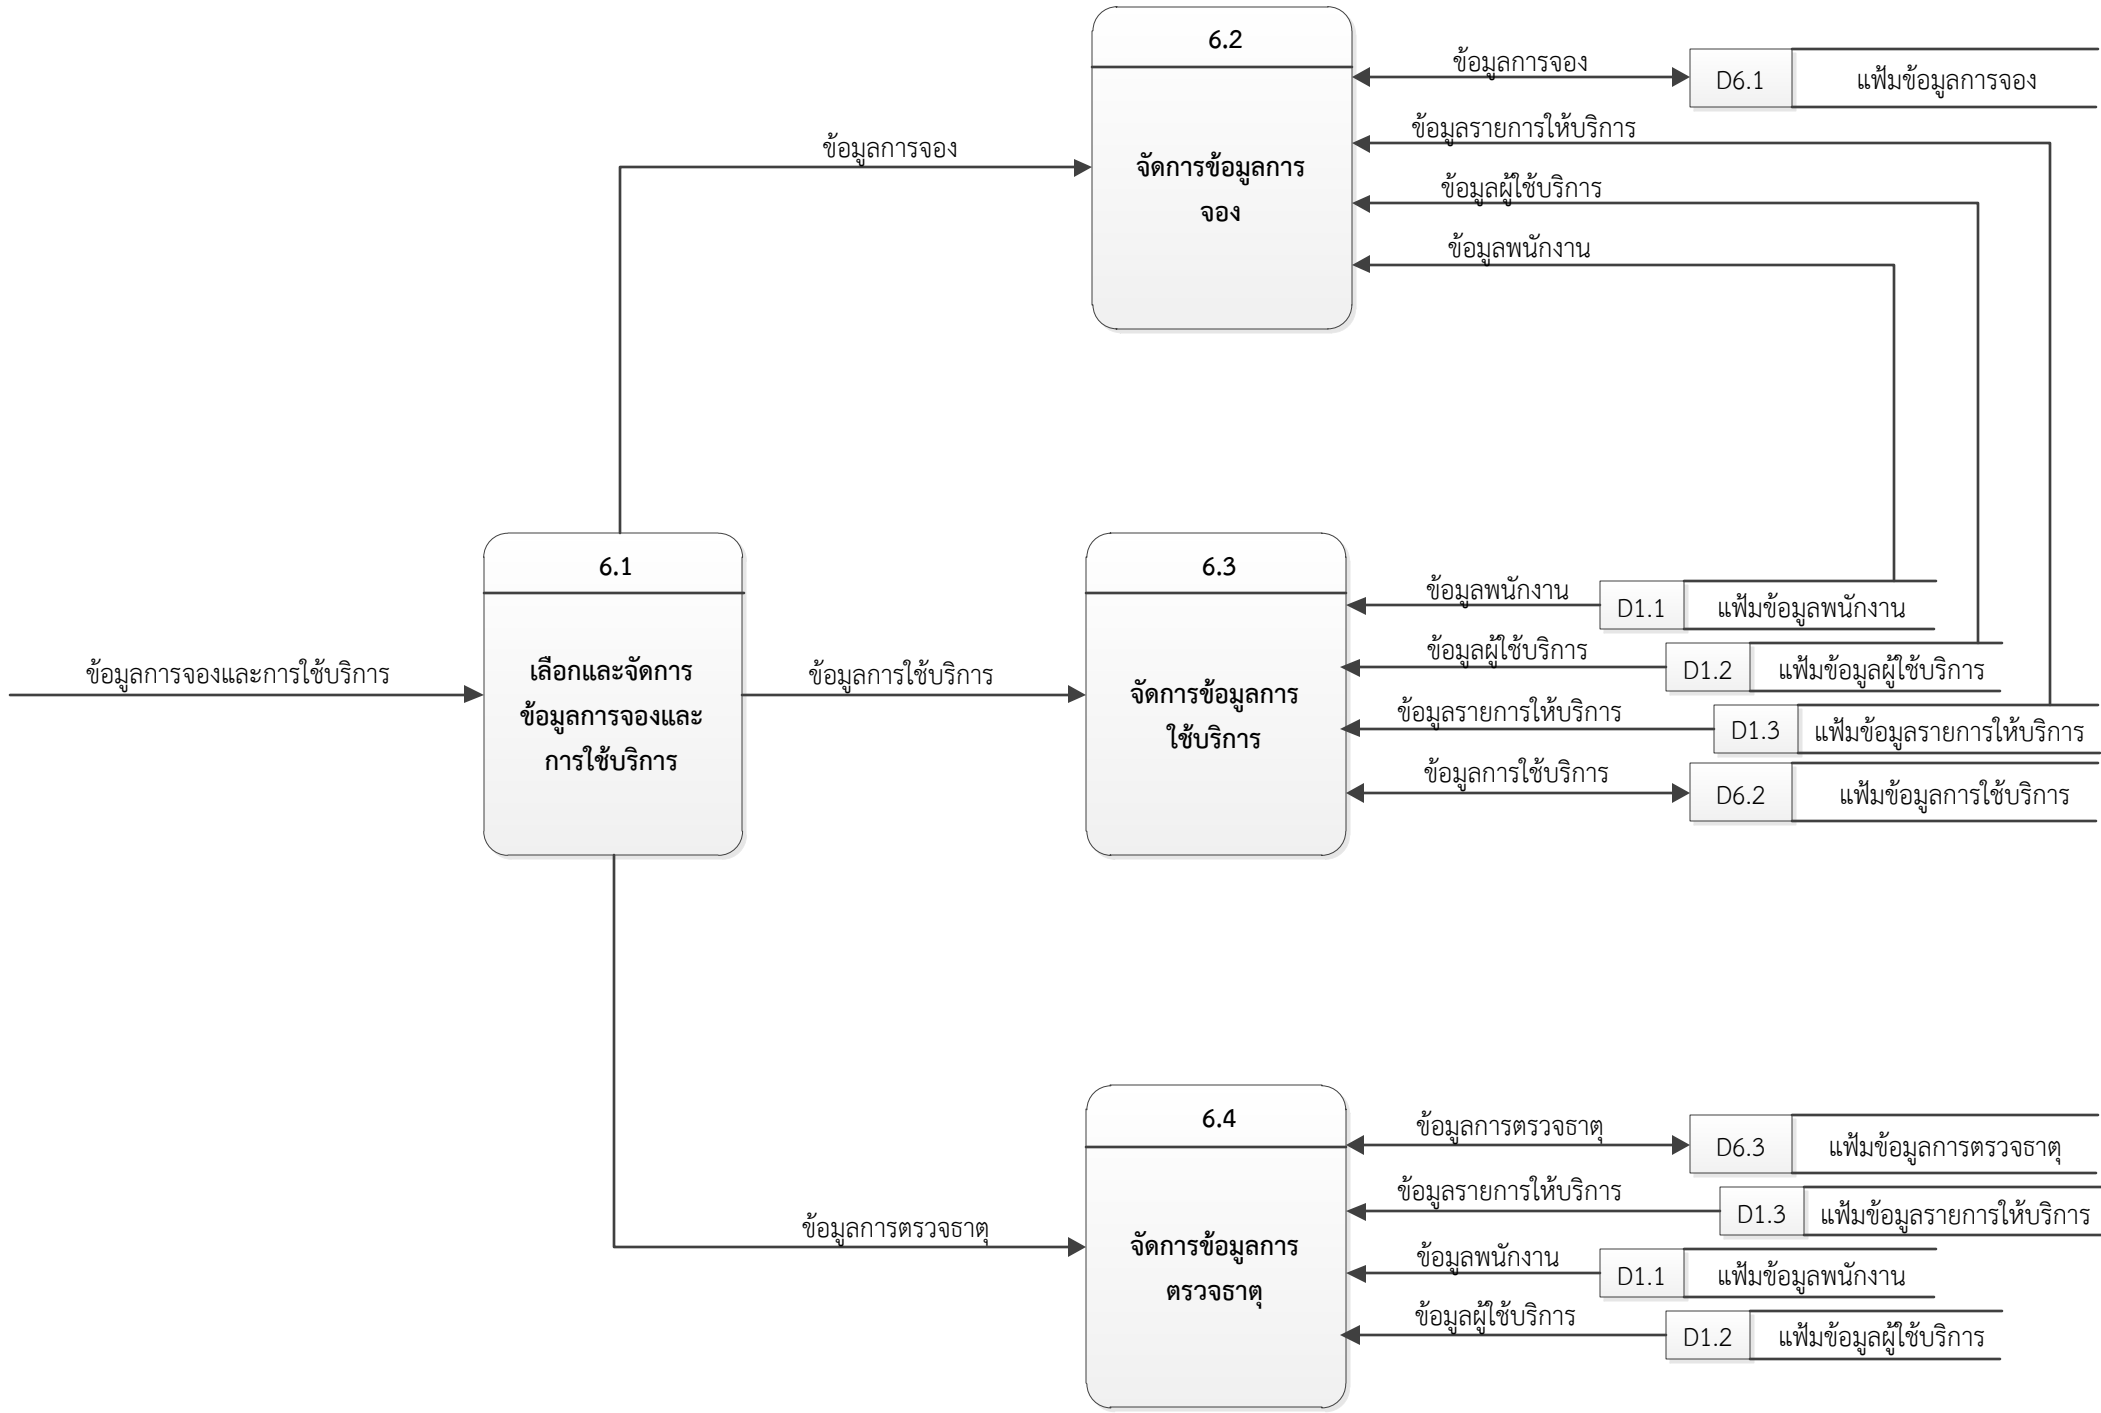 6.2
จัดการข้อมูลการ
จอง
ข้อมูลการจอง
D6.1
แฟ้มข้อมูลการจอง
ข้อมูลรายการให้บริการ
ข้อมูลผู้ใช้บริการ
ข้อมูลพนักงาน
ข้อมูลการจอง
6.1
เลือกและจัดการ
ข้อมูลการจองและ
การใช้บริการ
ข้อมูลการจองและการใช้บริการ
ข้อมูลการใช้บริการ
6.3
จัดการข้อมูลการ
ใช้บริการ
ข้อมูลพนักงาน
D1.1
แฟ้มข้อมูลพนักงาน
ข้อมูลผู้ใช้บริการ
D1.2
แฟ้มข้อมูลผู้ใช้บริการ
ข้อมูลรายการให้บริการ
D1.3
แฟ้มข้อมูลรายการให้บริการ
ข้อมูลการใช้บริการ
D6.2
แฟ้มข้อมูลการใช้บริการ
ข้อมูลการตรวจธาตุ
6.4
จัดการข้อมูลการ
ตรวจธาตุ
ข้อมูลการตรวจธาตุ
D6.3
แฟ้มข้อมูลการตรวจธาตุ
ข้อมูลรายการให้บริการ
D1.3
แฟ้มข้อมูลรายการให้บริการ
ข้อมูลพนักงาน
D1.1
แฟ้มข้อมูลพนักงาน
ข้อมูลผู้ใช้บริการ
D1.2
แฟ้มข้อมูลผู้ใช้บริการ